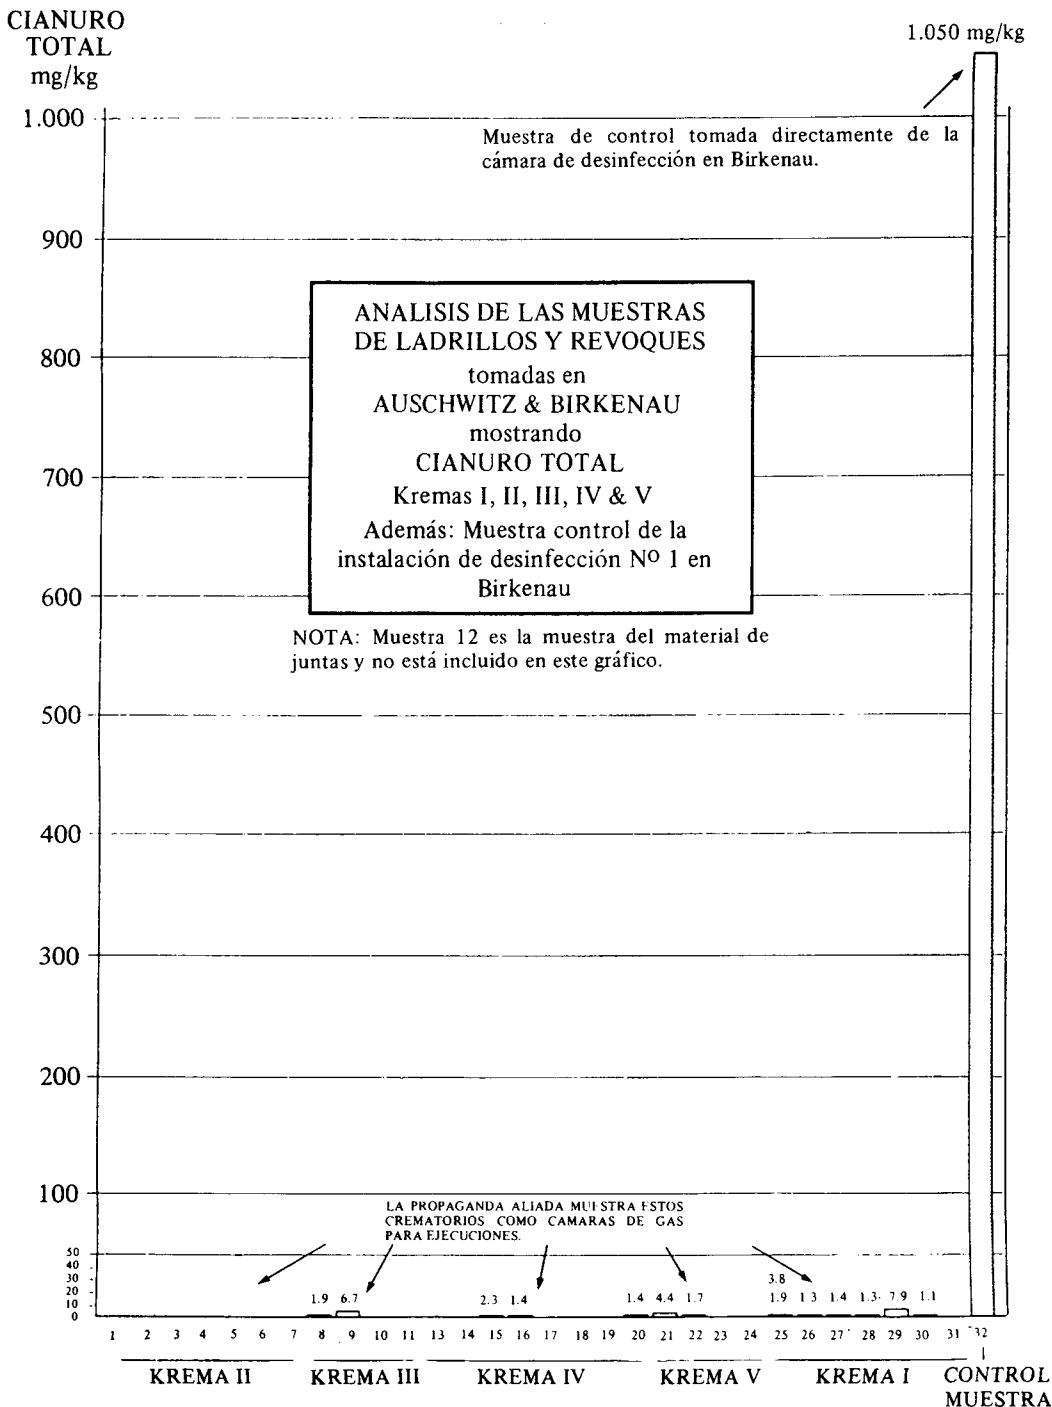 CIANURO
TOTAL
mg/kg
1.050 mg/kg
1.000
Muestra de control tomada directamente de la
cámara de desinfección en Birkenau.
900
ANALISIS DE LAS MUESTRAS
DE LADRILLOS Y REVOQUES
tomadas en
AUSCHWITZ & BIRKENAU
mostrando
CIANURO TOTAL
Kremas I, II, III, IV & V
Además: Muestra control de la
instalación de desinfección Nº 1 en
Birkenau
800
700
600
NOTA: Muestra 12 es la muestra del material de
juntas y no está incluido en este gráfico.
500
400
300
200
100
LA PROPAGANDA ALIADA MUESTRA ESTOS
CREMATORIOS COMO CAMARAS DE GAS
PARA EJECUCIONES.
50
40
30
20
10
0
3.8
1.9 6.7 2.3 1.4 1.4 4.4 1.7 1.9 1.3 1.4 1.3 7.9 1.1
1 2 3 4 5 6 7 8 9 10 11 13 14 15 16 17 18 19 20 21 22 23 24 25 26 27 28 29 30 31 32
KREMA II KREMA III KREMA IV KREMA V KREMA I CONTROL
MUESTRA